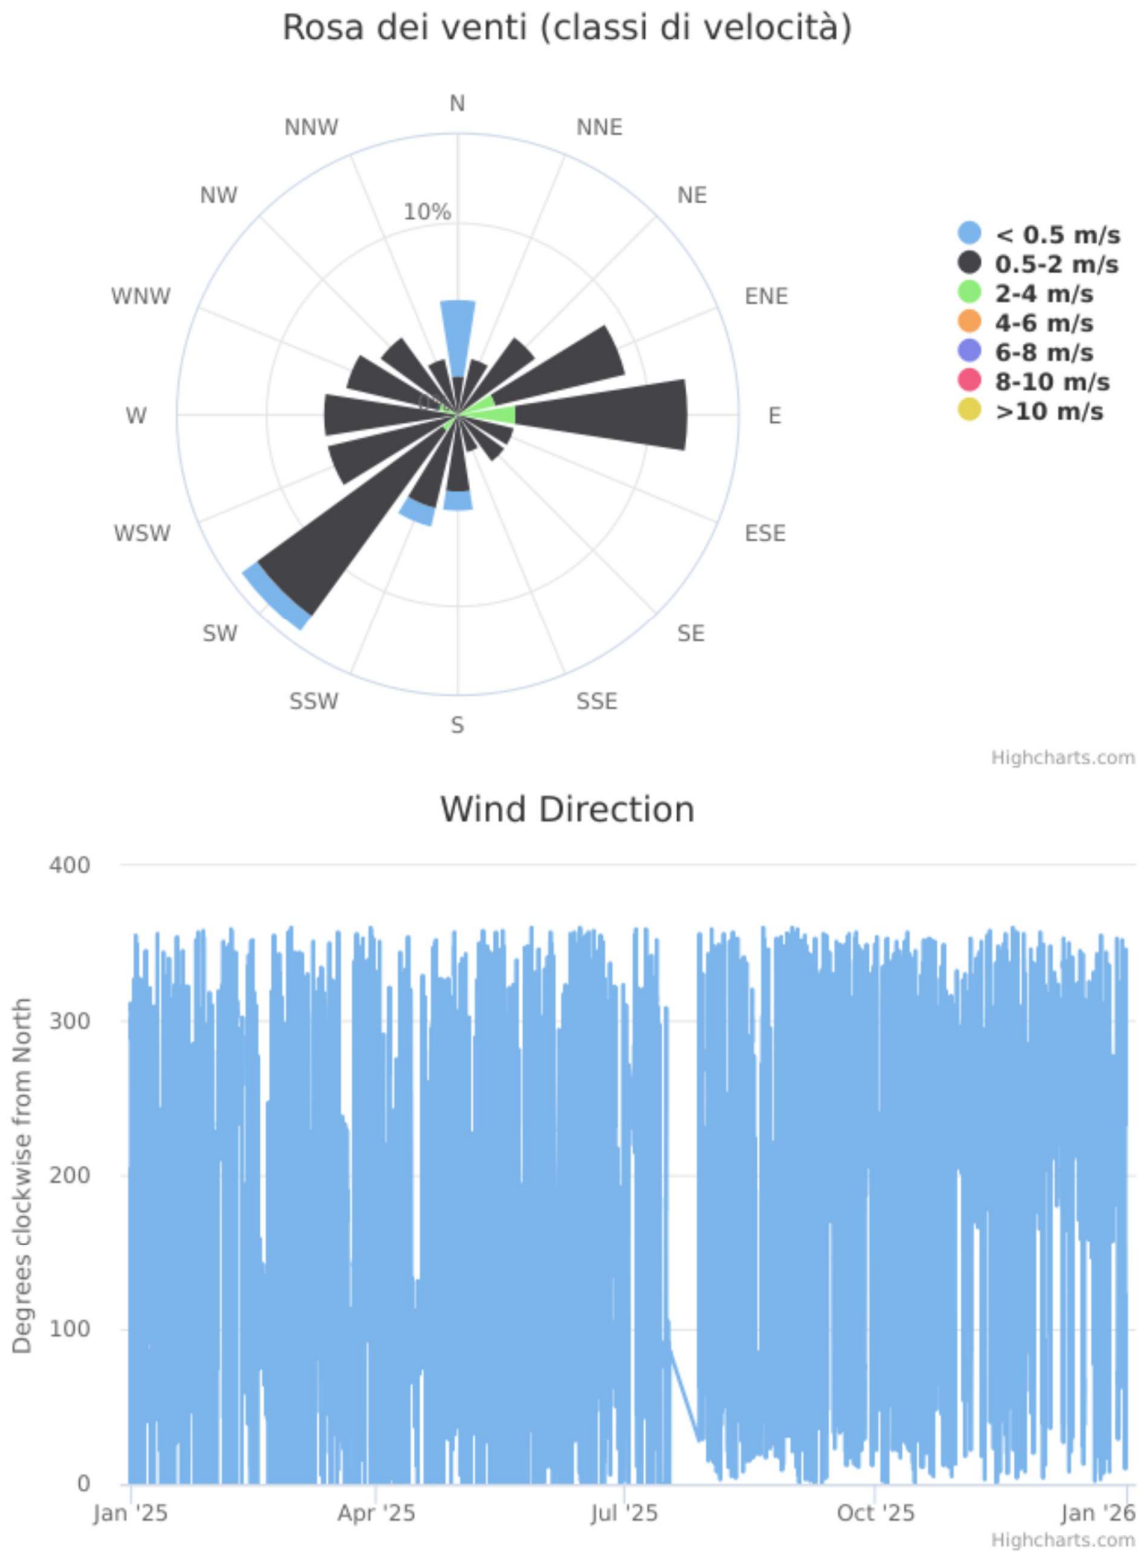 Rosa dei venti (classi di velocità)
N
NNW
NNE
NW
NE
10%
WNW
ENE
W
0%
E
WSW
ESE
SW
SE
SSW
SSE
S
< 0.5 m/s
0.5-2 m/s
2-4 m/s
4-6 m/s
6-8 m/s
8-10 m/s
>10 m/s
Highcharts.com
Wind Direction
Degrees clockwise from North
400
300
200
100
0
Jan '25
Apr '25
Jul '25
Oct '25
Jan '26
Highcharts.com